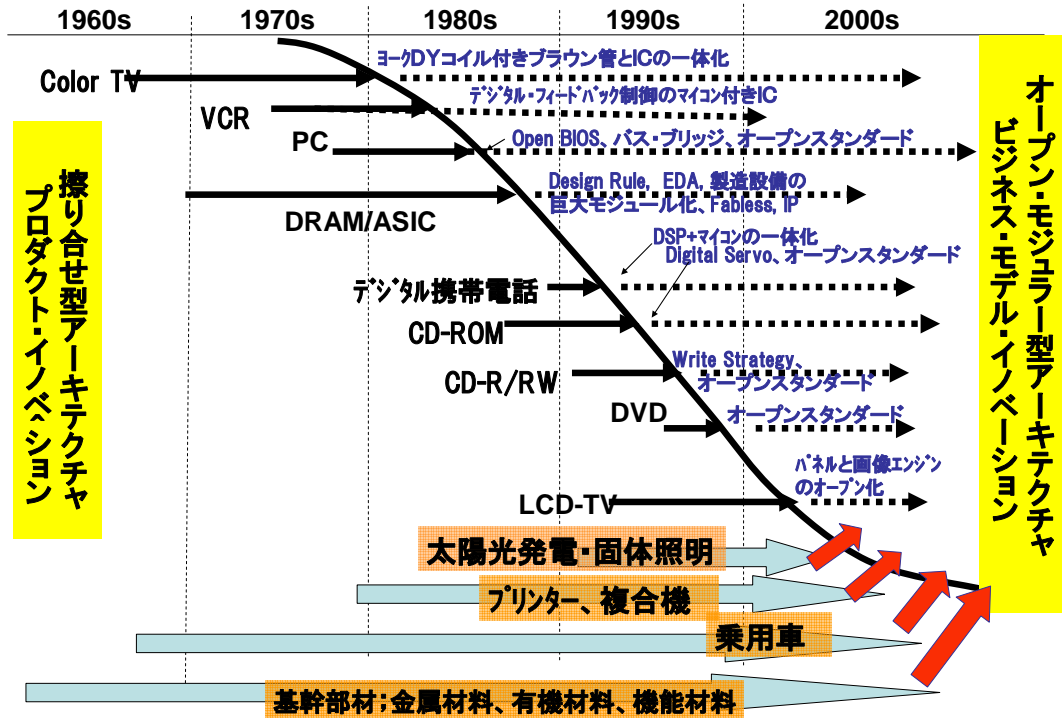 1960s 1970s 1980s 1990s 2000s
ヨークDYコイル付きブラウン管とICの一体化
Color TV
デジタル・フィードバック制御のマイコン付きIC
VCR
PC
Open BIOS、バス・ブリッジ、オープンスタンダード
Design Rule, EDA, 製造設備の
巨大モジュール化、Fabless, IP
DRAM/ASIC
DSP+マイコンの一体化
Digital Servo、オープンスタンダード
デジタル携帯電話
CD-ROM
Write Strategy、
オープンスタンダード
CD-R/RW
DVD
オープンスタンダード
パネルと画像エンジン
のオープン化
LCD-TV
太陽光発電・固体照明
プリンター、複合機
乗用車
基幹部材;金属材料、有機材料、機能材料
擦り合せ型アーキテクチャ
プロダクト・イノベーション
オープン・モジュラー型アーキテクチャ
ビジネス・モデル・イノベーション